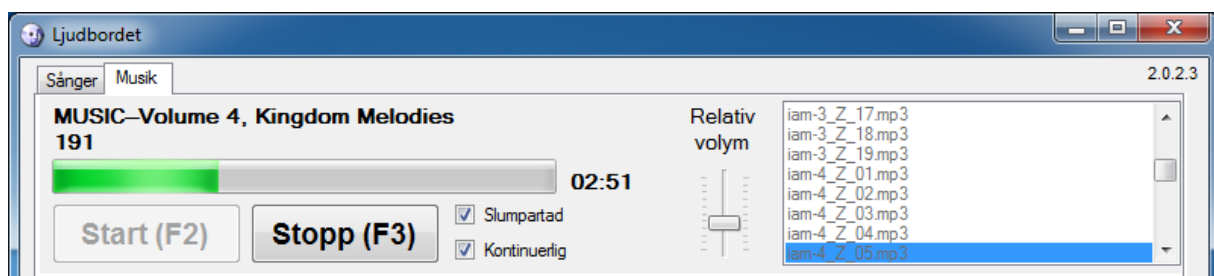 Ljudbordet
Sånger Musik 2.0.2.3
MUSIC—Volume 4, Kingdom Melodies
191
02:51
Start (F2)
Stopp (F3)
Slumpartad
Kontinuerlig
Relativ
volym
iam-3_Z_17.mp3
iam-3_Z_18.mp3
iam-3_Z_19.mp3
iam-4_Z_01.mp3
iam-4_Z_02.mp3
iam-4_Z_03.mp3
iam-4_Z_04.mp3
iam-4_Z_05.mp3